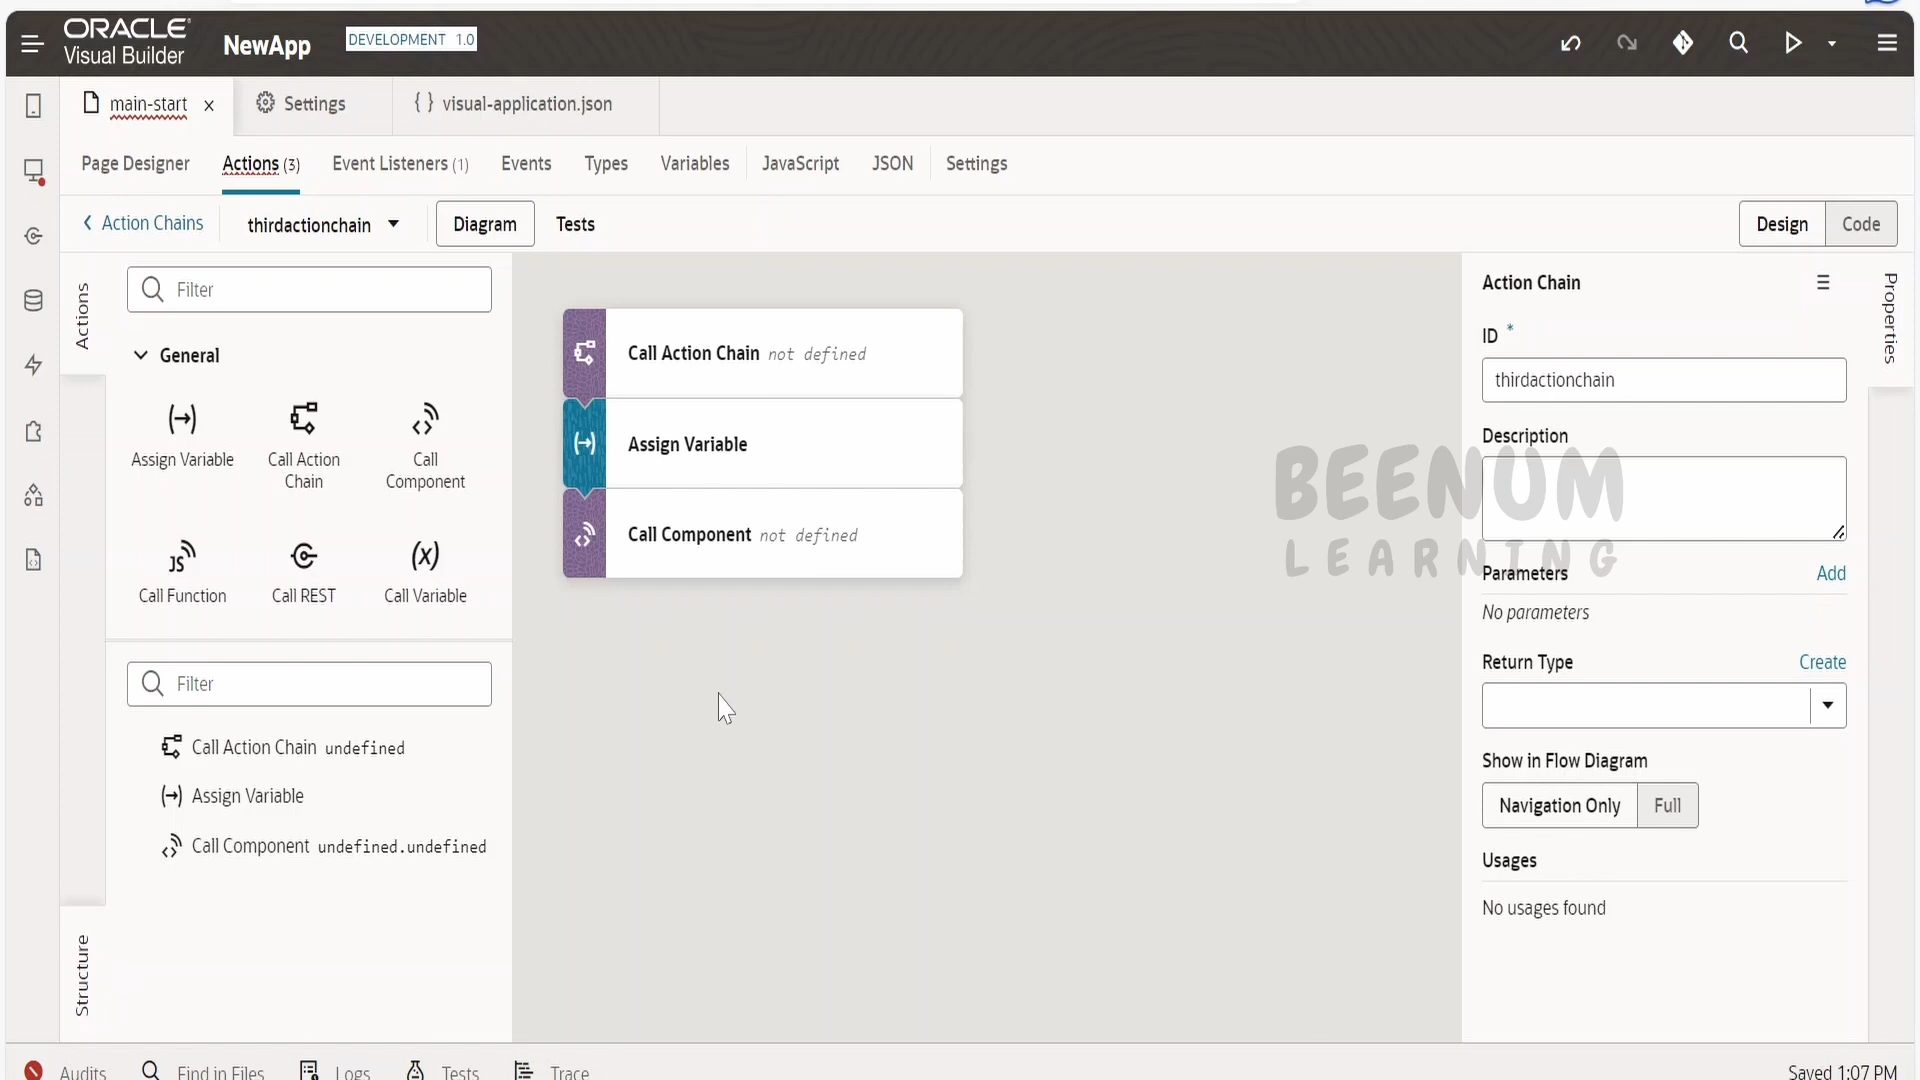 ORACLE
Visual Builder
NewApp
DEVELOPMENT 1.0
main-start
Settings
{ } visual-application.json
Page Designer
Actions (3)
Event Listeners (1)
Events
Types
Variables
JavaScript
JSON
Settings
Action Chains
thirdactionchain
Diagram
Tests
Design
Code
Actions
Filter
General
Assign Variable
Call Action
Chain
Call
Component
Call Function
Call REST
Call Variable
Filter
Call Action Chain undefined
Assign Variable
Call Component undefined.undefined
Structure
Call Action Chain not defined
Assign Variable
Call Component not defined
BEENUM
LEARNING
Action Chain
Properties
ID *
thirdactionchain
Description
Parameters
Add
No parameters
Return Type
Create
Show in Flow Diagram
Navigation Only
Full
Usages
No usages found
Audits
Find in Files
Logs
Tests
Trace
Saved 1:07 PM